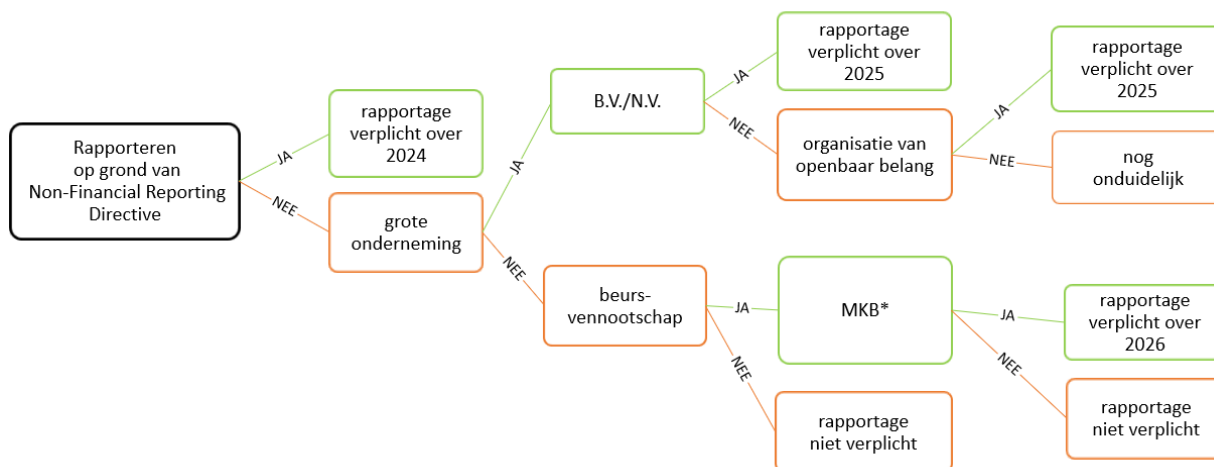 Rapporteren
op grond van
Non-Financial Reporting
Directive
JA
NEE
rapportage
verplicht over
2024
grote
onderneming
JA
NEE
B.V./N.V.
JA
NEE
rapportage
verplicht over
2025
organisatie van
openbaar belang
JA
NEE
rapportage
verplicht over
2025
nog
onduidelijk
beurs-
vennootschap
JA
NEE
MKB*
JA
NEE
rapportage
verplicht over
2026
rapportage
niet verplicht
rapportage
niet verplicht